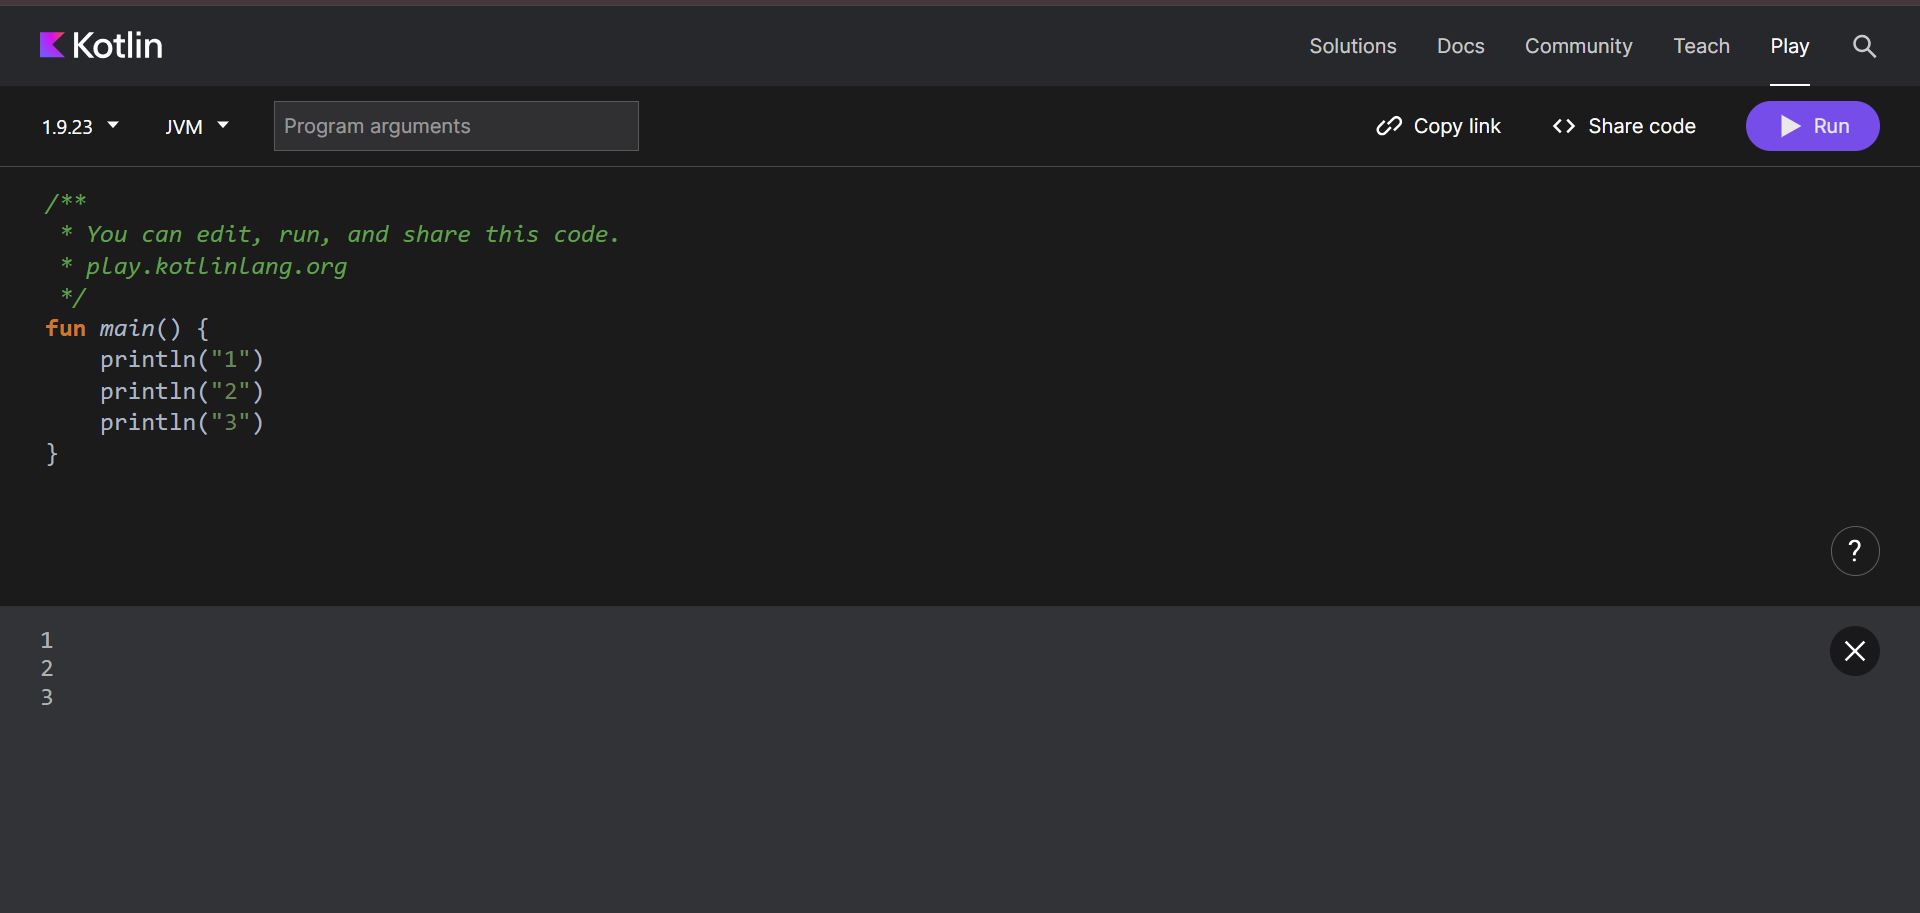 Kotlin
Solutions Docs Community Teach Play
1.9.23 JVM Program arguments Copy link <> Share code Run
/**
 * You can edit, run, and share this code.
 * play.kotlinlang.org
 */
fun main() {
    println("1")
    println("2")
    println("3")
}
?
1
2
3